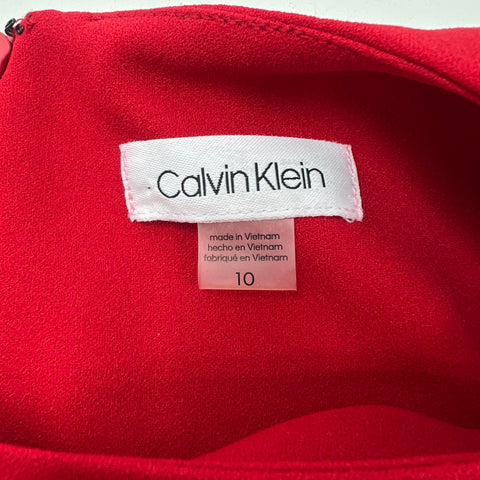 Calvin Klein
made in Vietnam
hecho en Vietnam
fabriqué en Vietnam
10